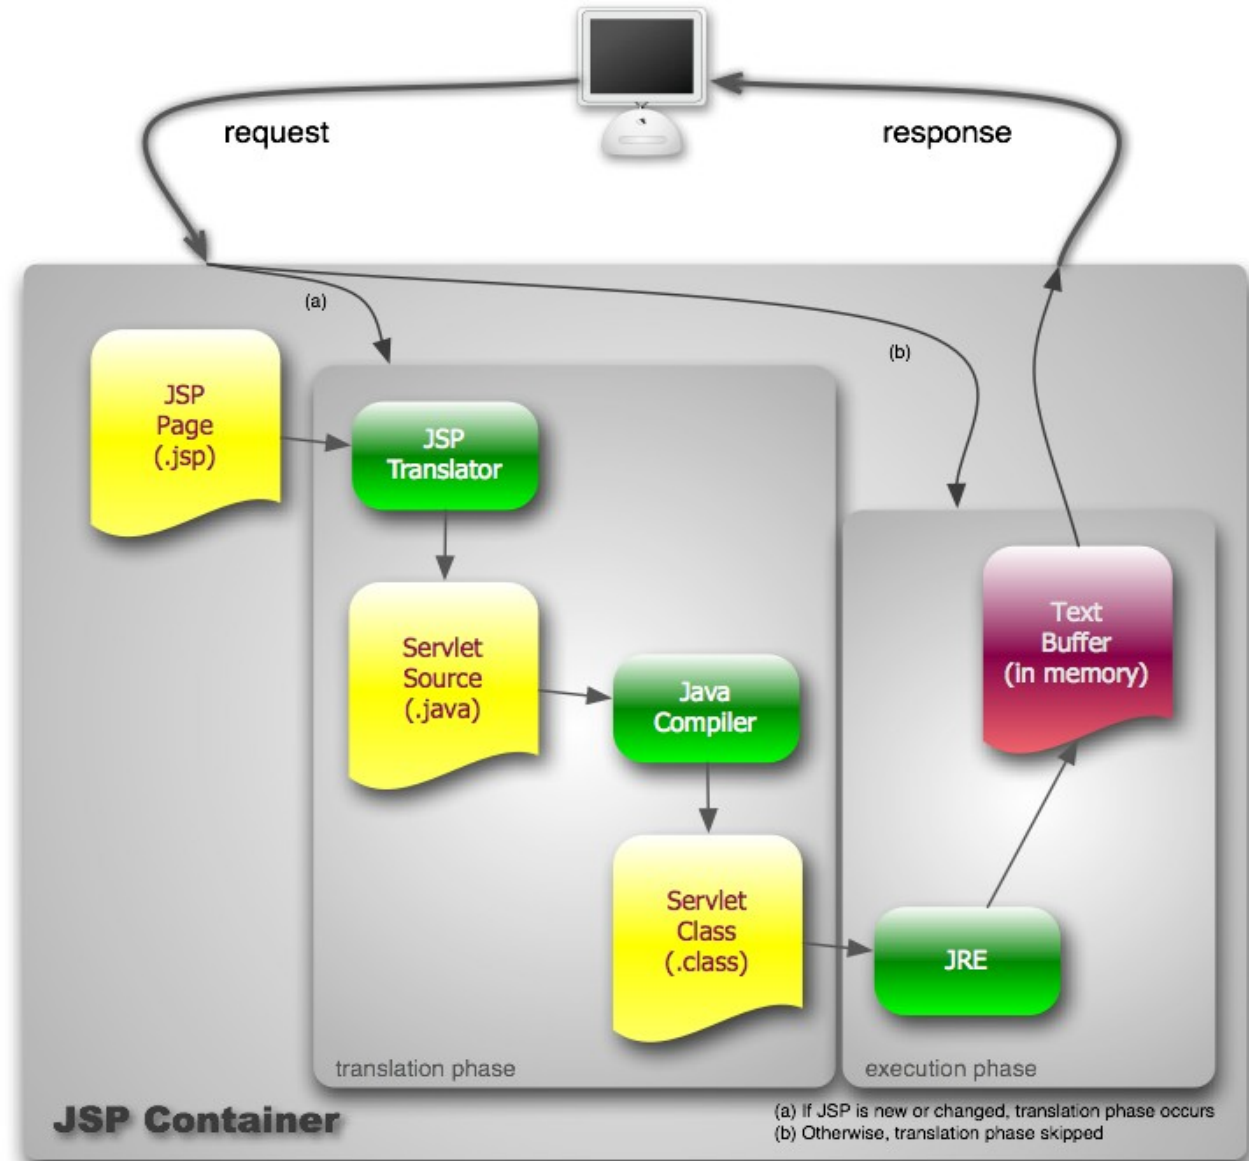 request
response
(a)
(b)
JSP
Page
(.jsp)
JSP
Translator
Servlet
Source
(.java)
Java
Compiler
Servlet
Class
(.class)
Text
Buffer
(in memory)
JRE
translation phase
execution phase
JSP Container
(a) If JSP is new or changed, translation phase occurs
(b) Otherwise, translation phase skipped